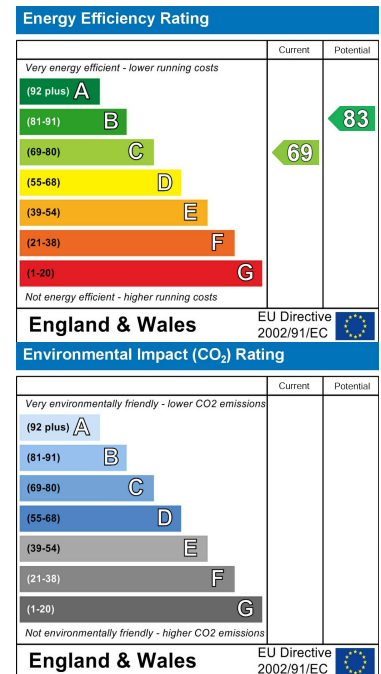 Energy Efficiency Rating
Current Potential
Very energy efficient - lower running costs
(92 plus) A
(81-91) B
83
(69-80) C
69
(55-68) D
(39-54) E
(21-38) F
(1-20) G
Not energy efficient - higher running costs
England & Wales
EU Directive
2002/91/EC
Environmental Impact (CO₂) Rating
Current Potential
Very environmentally friendly - lower CO2 emissions
(92 plus) A
(81-91) B
(69-80) C
(55-68) D
(39-54) E
(21-38) F
(1-20) G
Not environmentally friendly - higher CO2 emissions
England & Wales
EU Directive
2002/91/EC